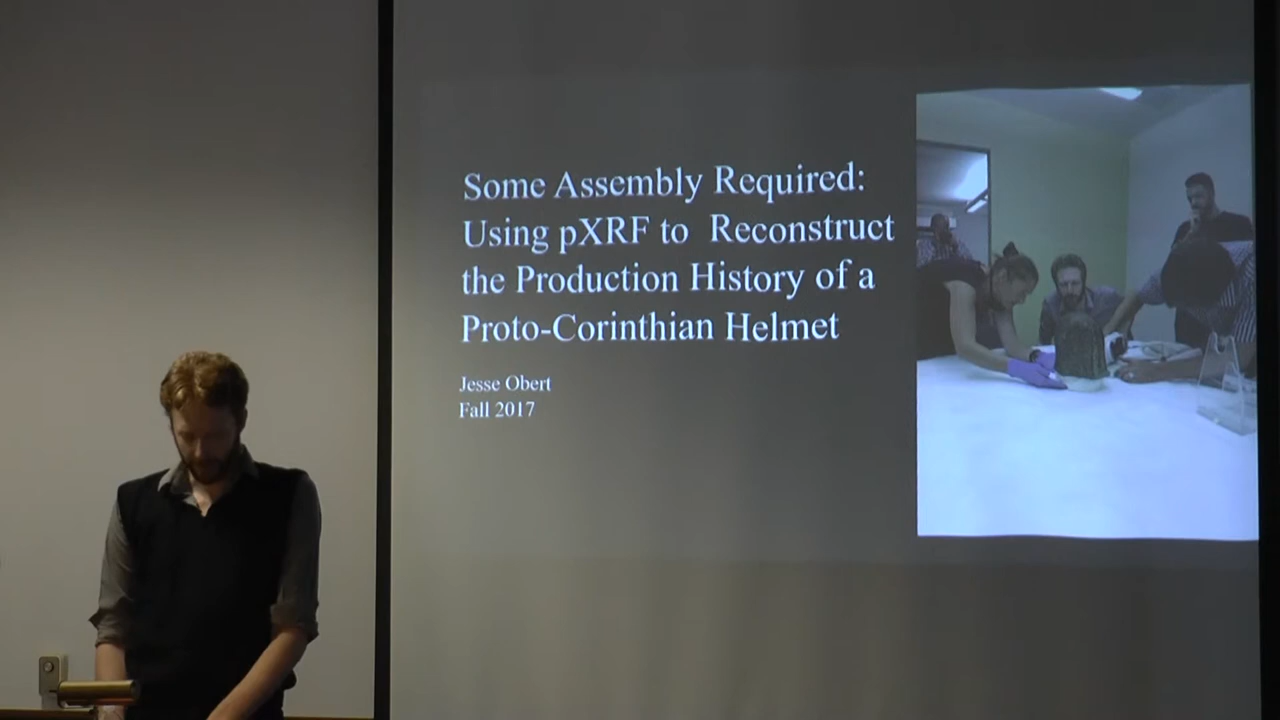 Some Assembly Required:
Using pXRF to Reconstruct
the Production History of a
Proto-Corinthian Helmet
Jesse Obert
Fall 2017